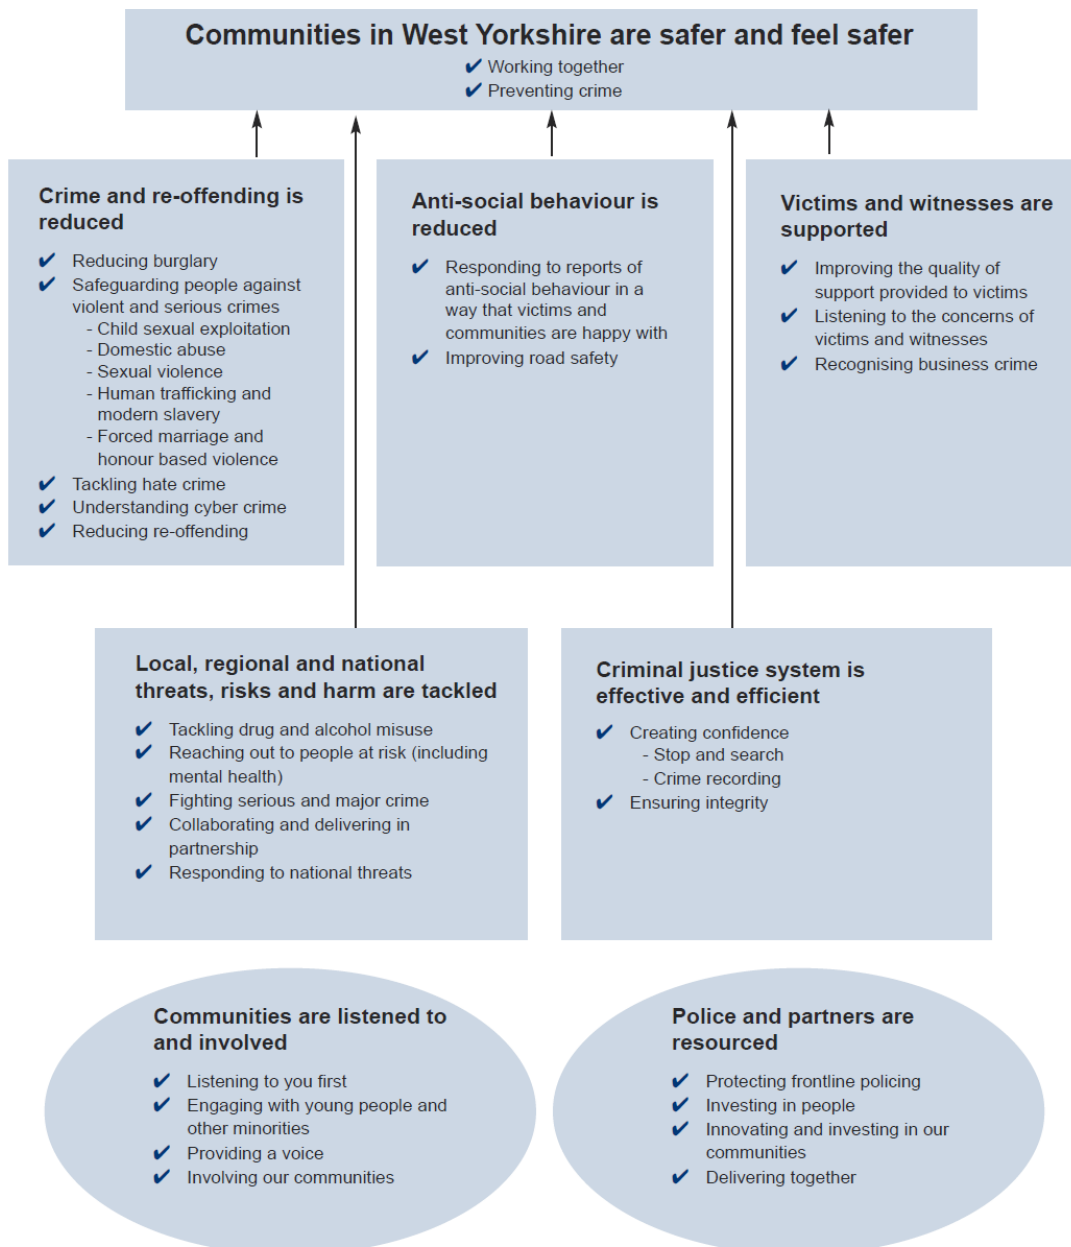 Communities in West Yorkshire are safer and feel safer
✔ Working together
✔ Preventing crime
Crime and re-offending is
reduced
✔ Reducing burglary
✔ Safeguarding people against
violent and serious crimes
- Child sexual exploitation
- Domestic abuse
- Sexual violence
- Human trafficking and
modern slavery
- Forced marriage and
honour based violence
✔ Tackling hate crime
✔ Understanding cyber crime
✔ Reducing re-offending
Anti-social behaviour is
reduced
✔ Responding to reports of
anti-social behaviour in a
way that victims and
communities are happy with
✔ Improving road safety
Victims and witnesses are
supported
✔ Improving the quality of
support provided to victims
✔ Listening to the concerns of
victims and witnesses
✔ Recognising business crime
Local, regional and national
threats, risks and harm are tackled
✔ Tackling drug and alcohol misuse
✔ Reaching out to people at risk (including
mental health)
✔ Fighting serious and major crime
✔ Collaborating and delivering in
partnership
✔ Responding to national threats
Criminal justice system is
effective and efficient
✔ Creating confidence
- Stop and search
- Crime recording
✔ Ensuring integrity
Communities are listened to
and involved
✔ Listening to you first
✔ Engaging with young people and
other minorities
✔ Providing a voice
✔ Involving our communities
Police and partners are
resourced
✔ Protecting frontline policing
✔ Investing in people
✔ Innovating and investing in our
communities
✔ Delivering together